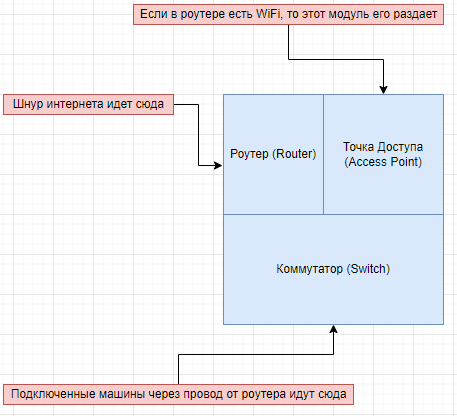 Если в роутере есть WiFi, то этот модуль его раздает
Шнур интернета идет сюда
Роутер (Router)
Точка Доступа
(Access Point)
Коммутатор (Switch)
Подключенные машины через провод от роутера идут сюда